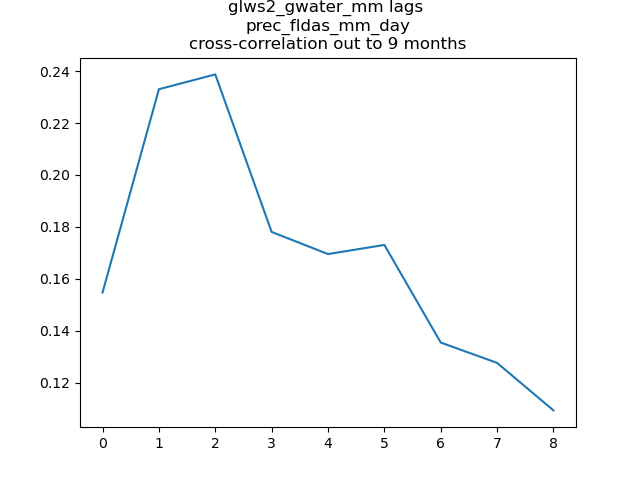 glws2_gwater_mm lags
prec_fldas_mm_day
cross-correlation out to 9 months
0.24
0.22
0.20
0.18
0.16
0.14
0.12
0 1 2 3 4 5 6 7 8